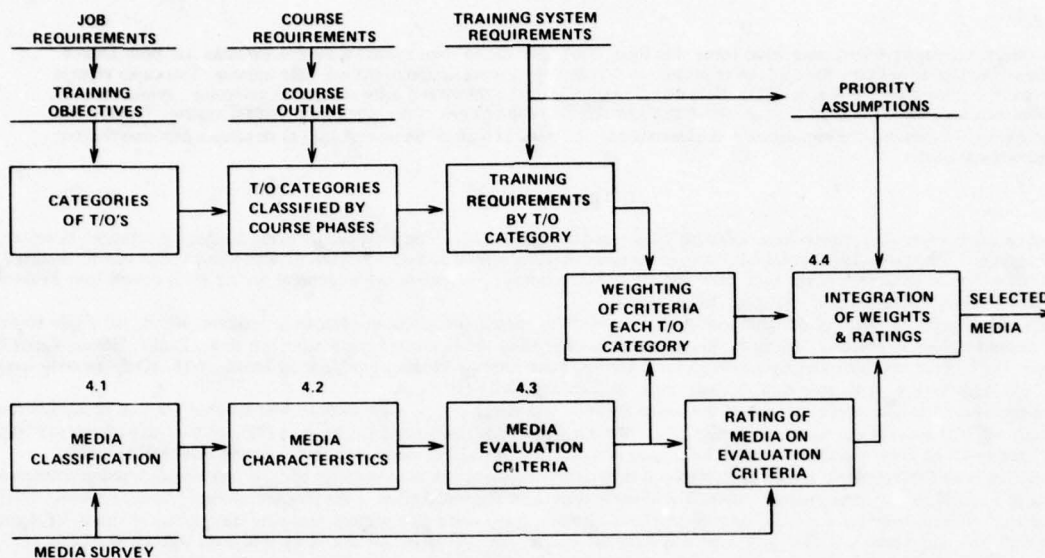 JOB
REQUIREMENTS
COURSE
REQUIREMENTS
TRAINING SYSTEM
REQUIREMENTS
TRAINING
OBJECTIVES
COURSE
OUTLINE
PRIORITY
ASSUMPTIONS
CATEGORIES
OF T/O'S
T/O CATEGORIES
CLASSIFIED BY
COURSE PHASES
TRAINING
REQUIREMENTS
BY T/O
CATEGORY
4.4
WEIGHTING
OF CRITERIA
EACH T/O
CATEGORY
INTEGRATION
OF WEIGHTS
& RATINGS
SELECTED
MEDIA
4.1
MEDIA
CLASSIFICATION
4.2
MEDIA
CHARACTERISTICS
4.3
MEDIA
EVALUATION
CRITERIA
RATING OF
MEDIA ON
EVALUATION
CRITERIA
MEDIA SURVEY